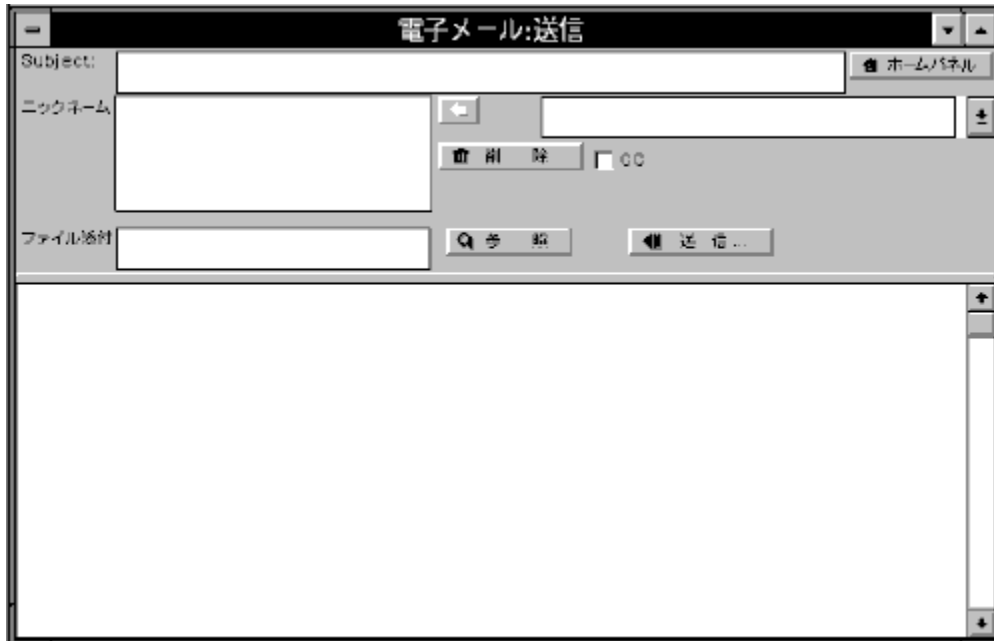 電子メール:送信
Subject:
ホームパネル
ニックネーム
削 除
CC
ファイル添付
参 照
送 信...